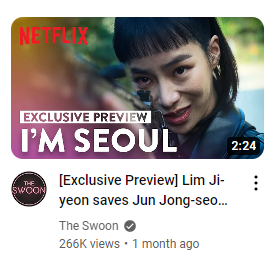 NETFLIX
EXCLUSIVE PREVIEW
I'M SEOUL
2:24
THE
SWOON
[Exclusive Preview] Lim Ji-
yeon saves Jun Jong-seo...
The Swoon
266K views • 1 month ago